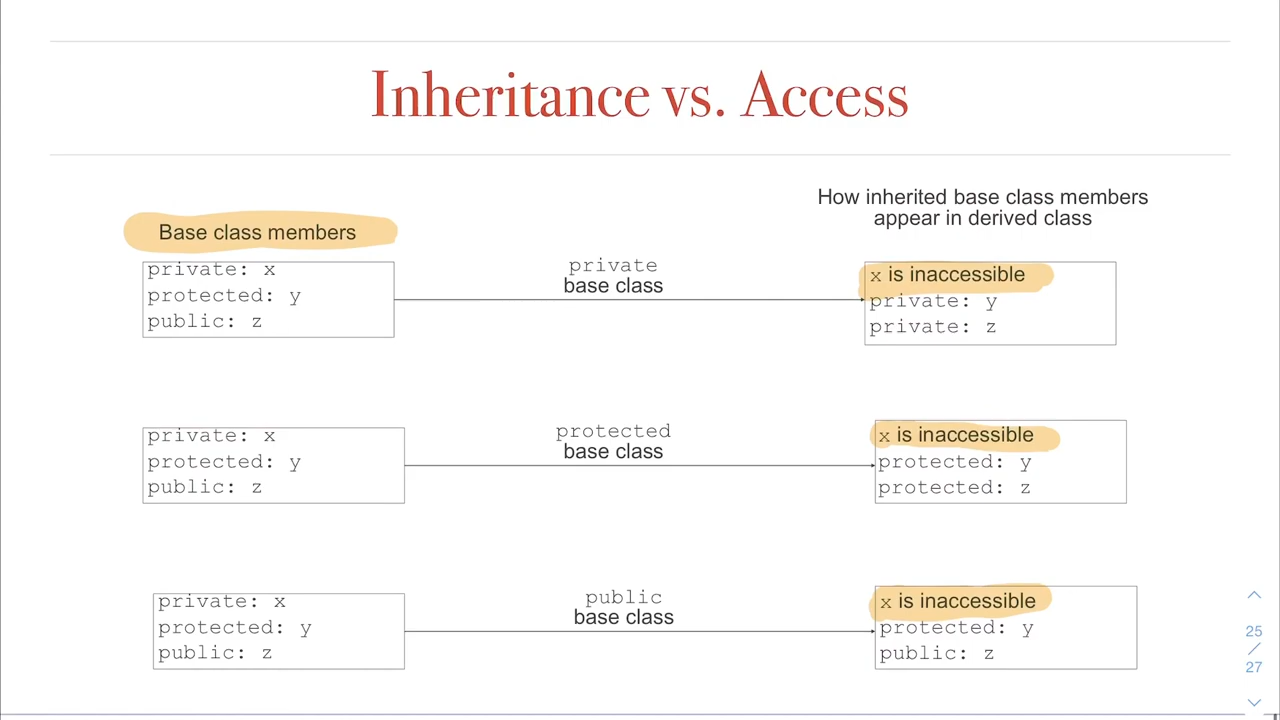 Inheritance vs. Access
How inherited base class members
appear in derived class
Base class members
private: x
protected: y
public: z
private
base class
x is inaccessible
private: y
private: z
private: x
protected: y
public: z
protected
base class
x is inaccessible
protected: y
protected: z
private: x
protected: y
public: z
public
base class
x is inaccessible
protected: y
public: z
25
/
27